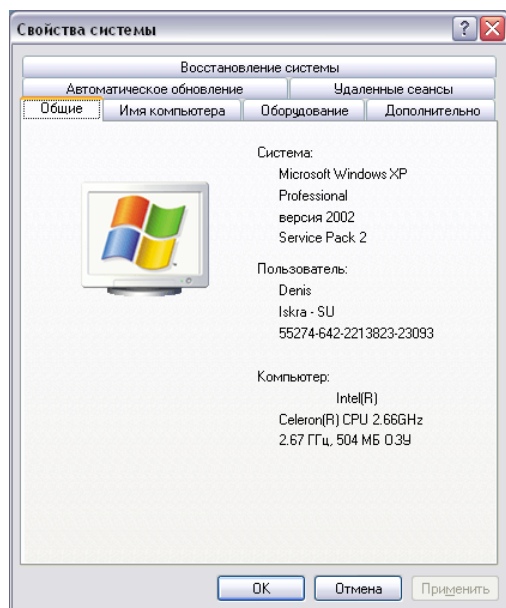 Свойства системы
Восстановление системы
Автоматическое обновление Удаленные сеансы
Общие Имя компьютера Оборудование Дополнительно
Система:
Microsoft Windows XP
Professional
версия 2002
Service Pack 2
Пользователь:
Denis
Iskra - SU
55274-642-2213823-23093
Компьютер:
Intel(R)
Celeron(R) CPU 2.66GHz
2.67 ГГц, 504 МБ ОЗУ
OK Отмена Применить